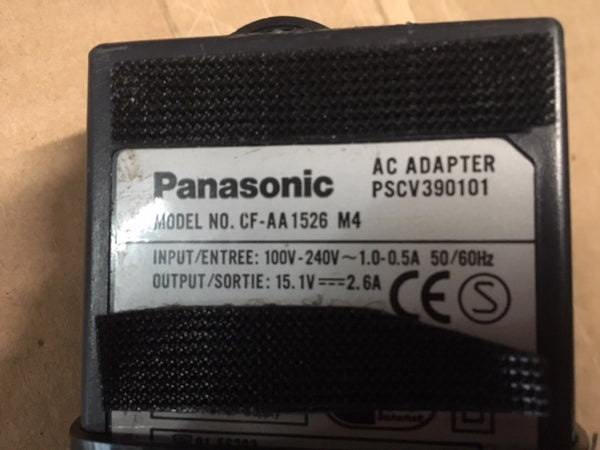 Panasonic
AC ADAPTER
PSCV390101
MODEL NO. CF-AA1526 M4
INPUT/ENTREE: 100V-240V～1.0-0.5A 50/60Hz
OUTPUT/SORTIE: 15.1V⎓2.6A
CE S